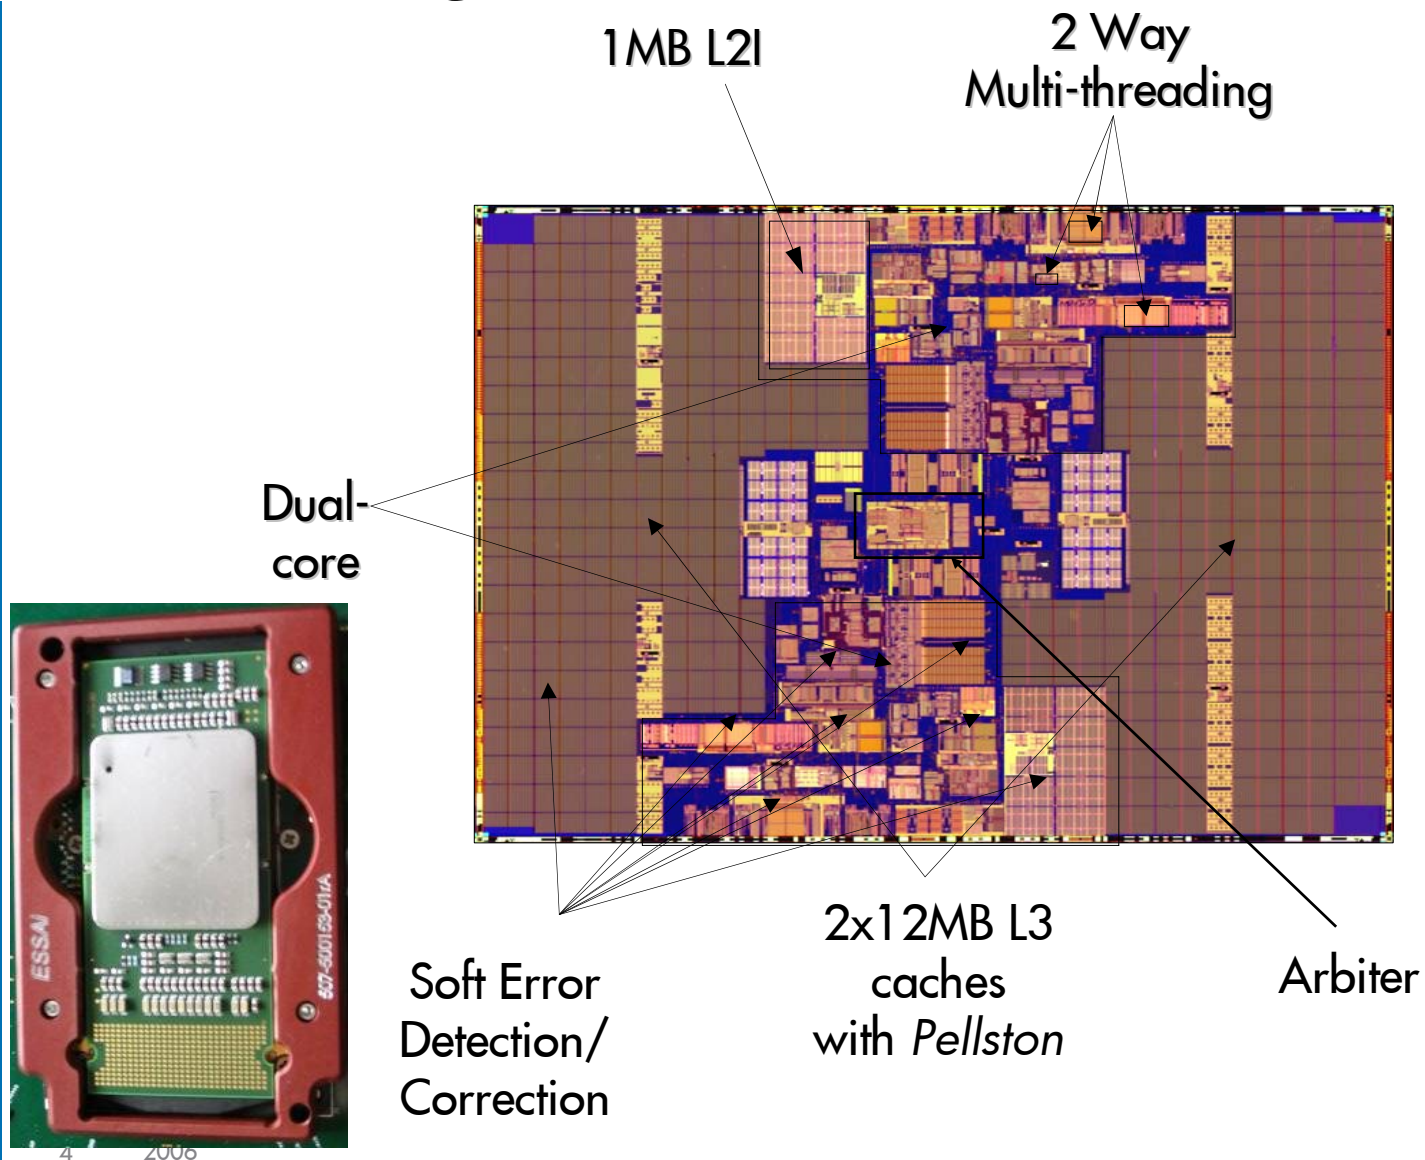 1MB L2I
2 Way
Multi-threading
Dual-
core
ESSAI
Soft Error
Detection/
Correction
2x12MB L3
caches
with Pellston
Arbiter
4 2006